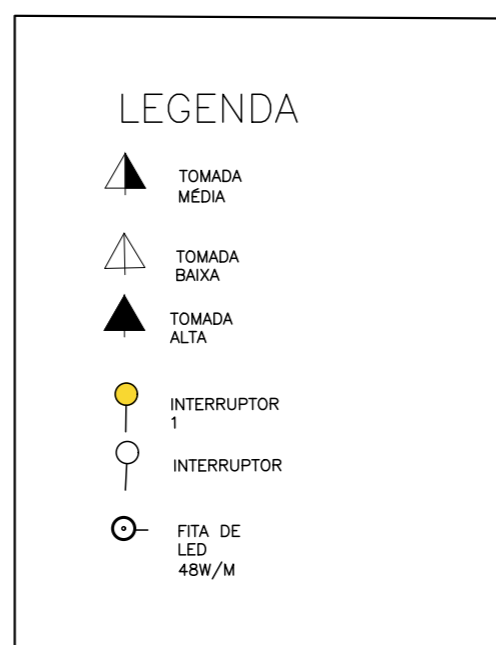 LEGENDA
TOMADA
MÉDIA
TOMADA
BAIXA
TOMADA
ALTA
INTERRUPTOR
1
INTERRUPTOR
FITA DE
LED
48W/M